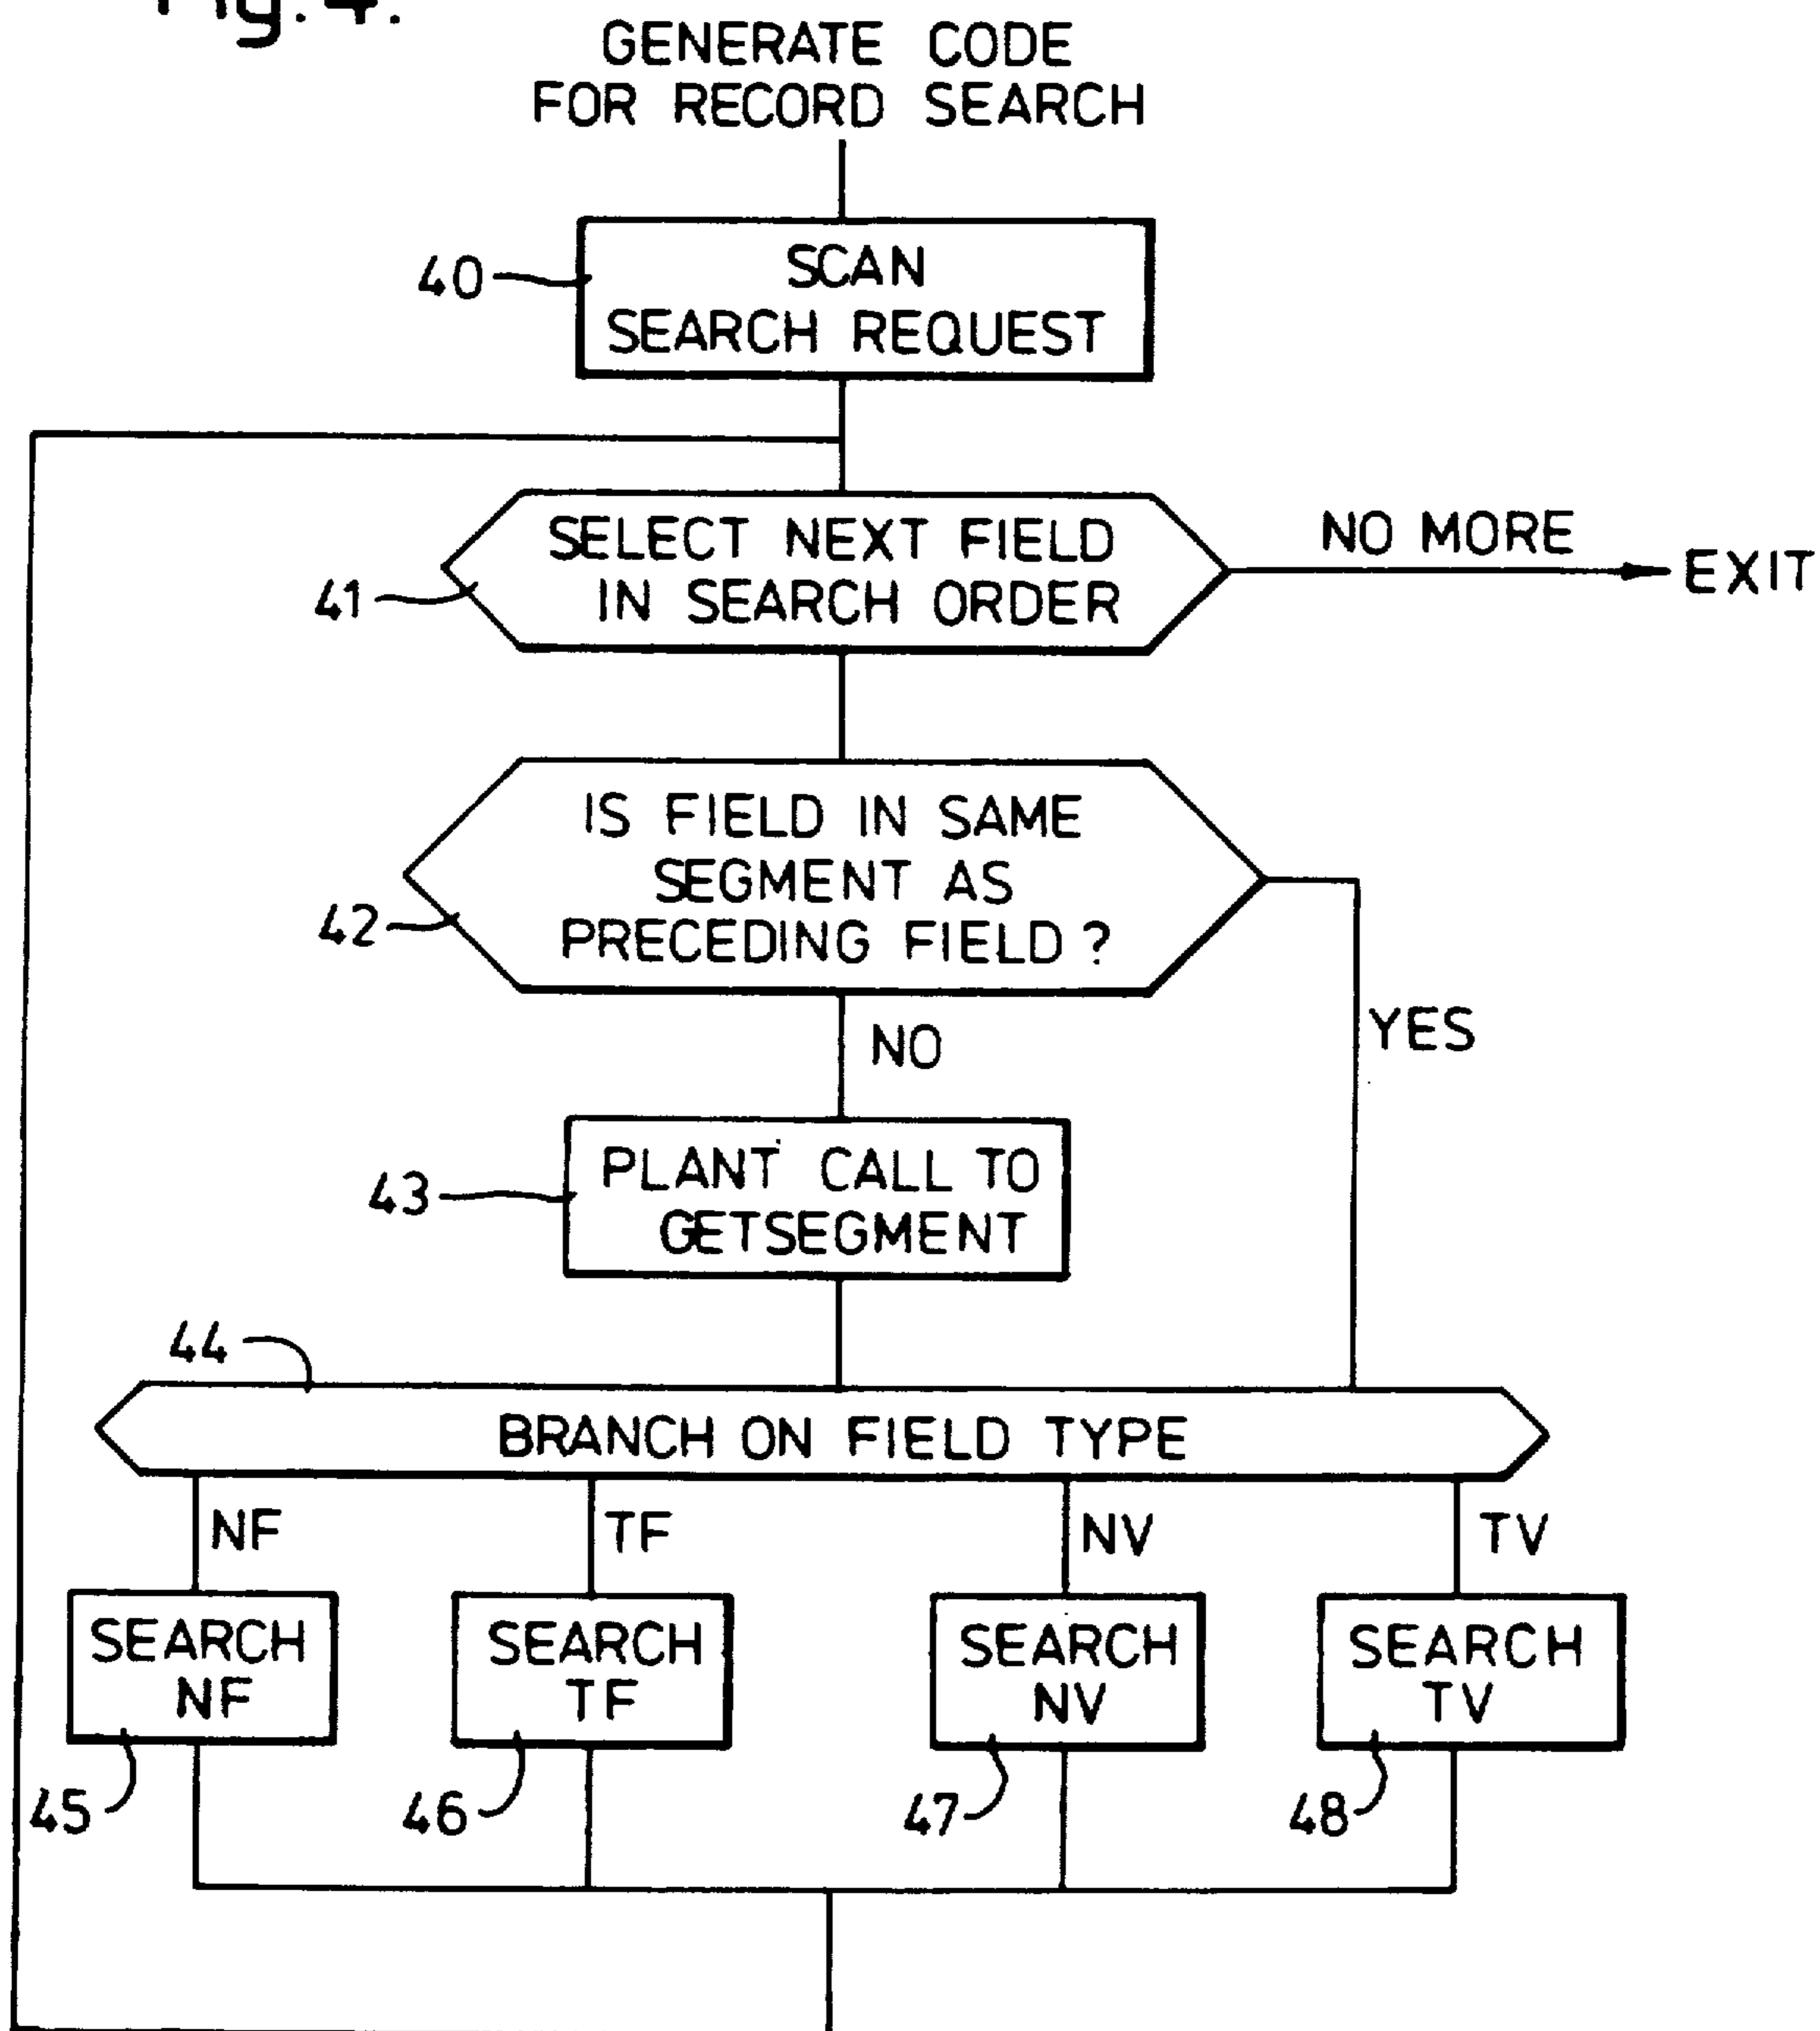 Fig. 4.
GENERATE CODE
FOR RECORD SEARCH
40
SCAN
SEARCH REQUEST
SELECT NEXT FIELD
IN SEARCH ORDER
41
NO MORE
EXIT
IS FIELD IN SAME
SEGMENT AS
PRECEDING FIELD ?
42
NO
YES
PLANT CALL TO
GETSEGMENT
43
44
BRANCH ON FIELD TYPE
NF
TF
NV
TV
SEARCH
NF
SEARCH
TF
SEARCH
NV
SEARCH
TV
45
46
47
48